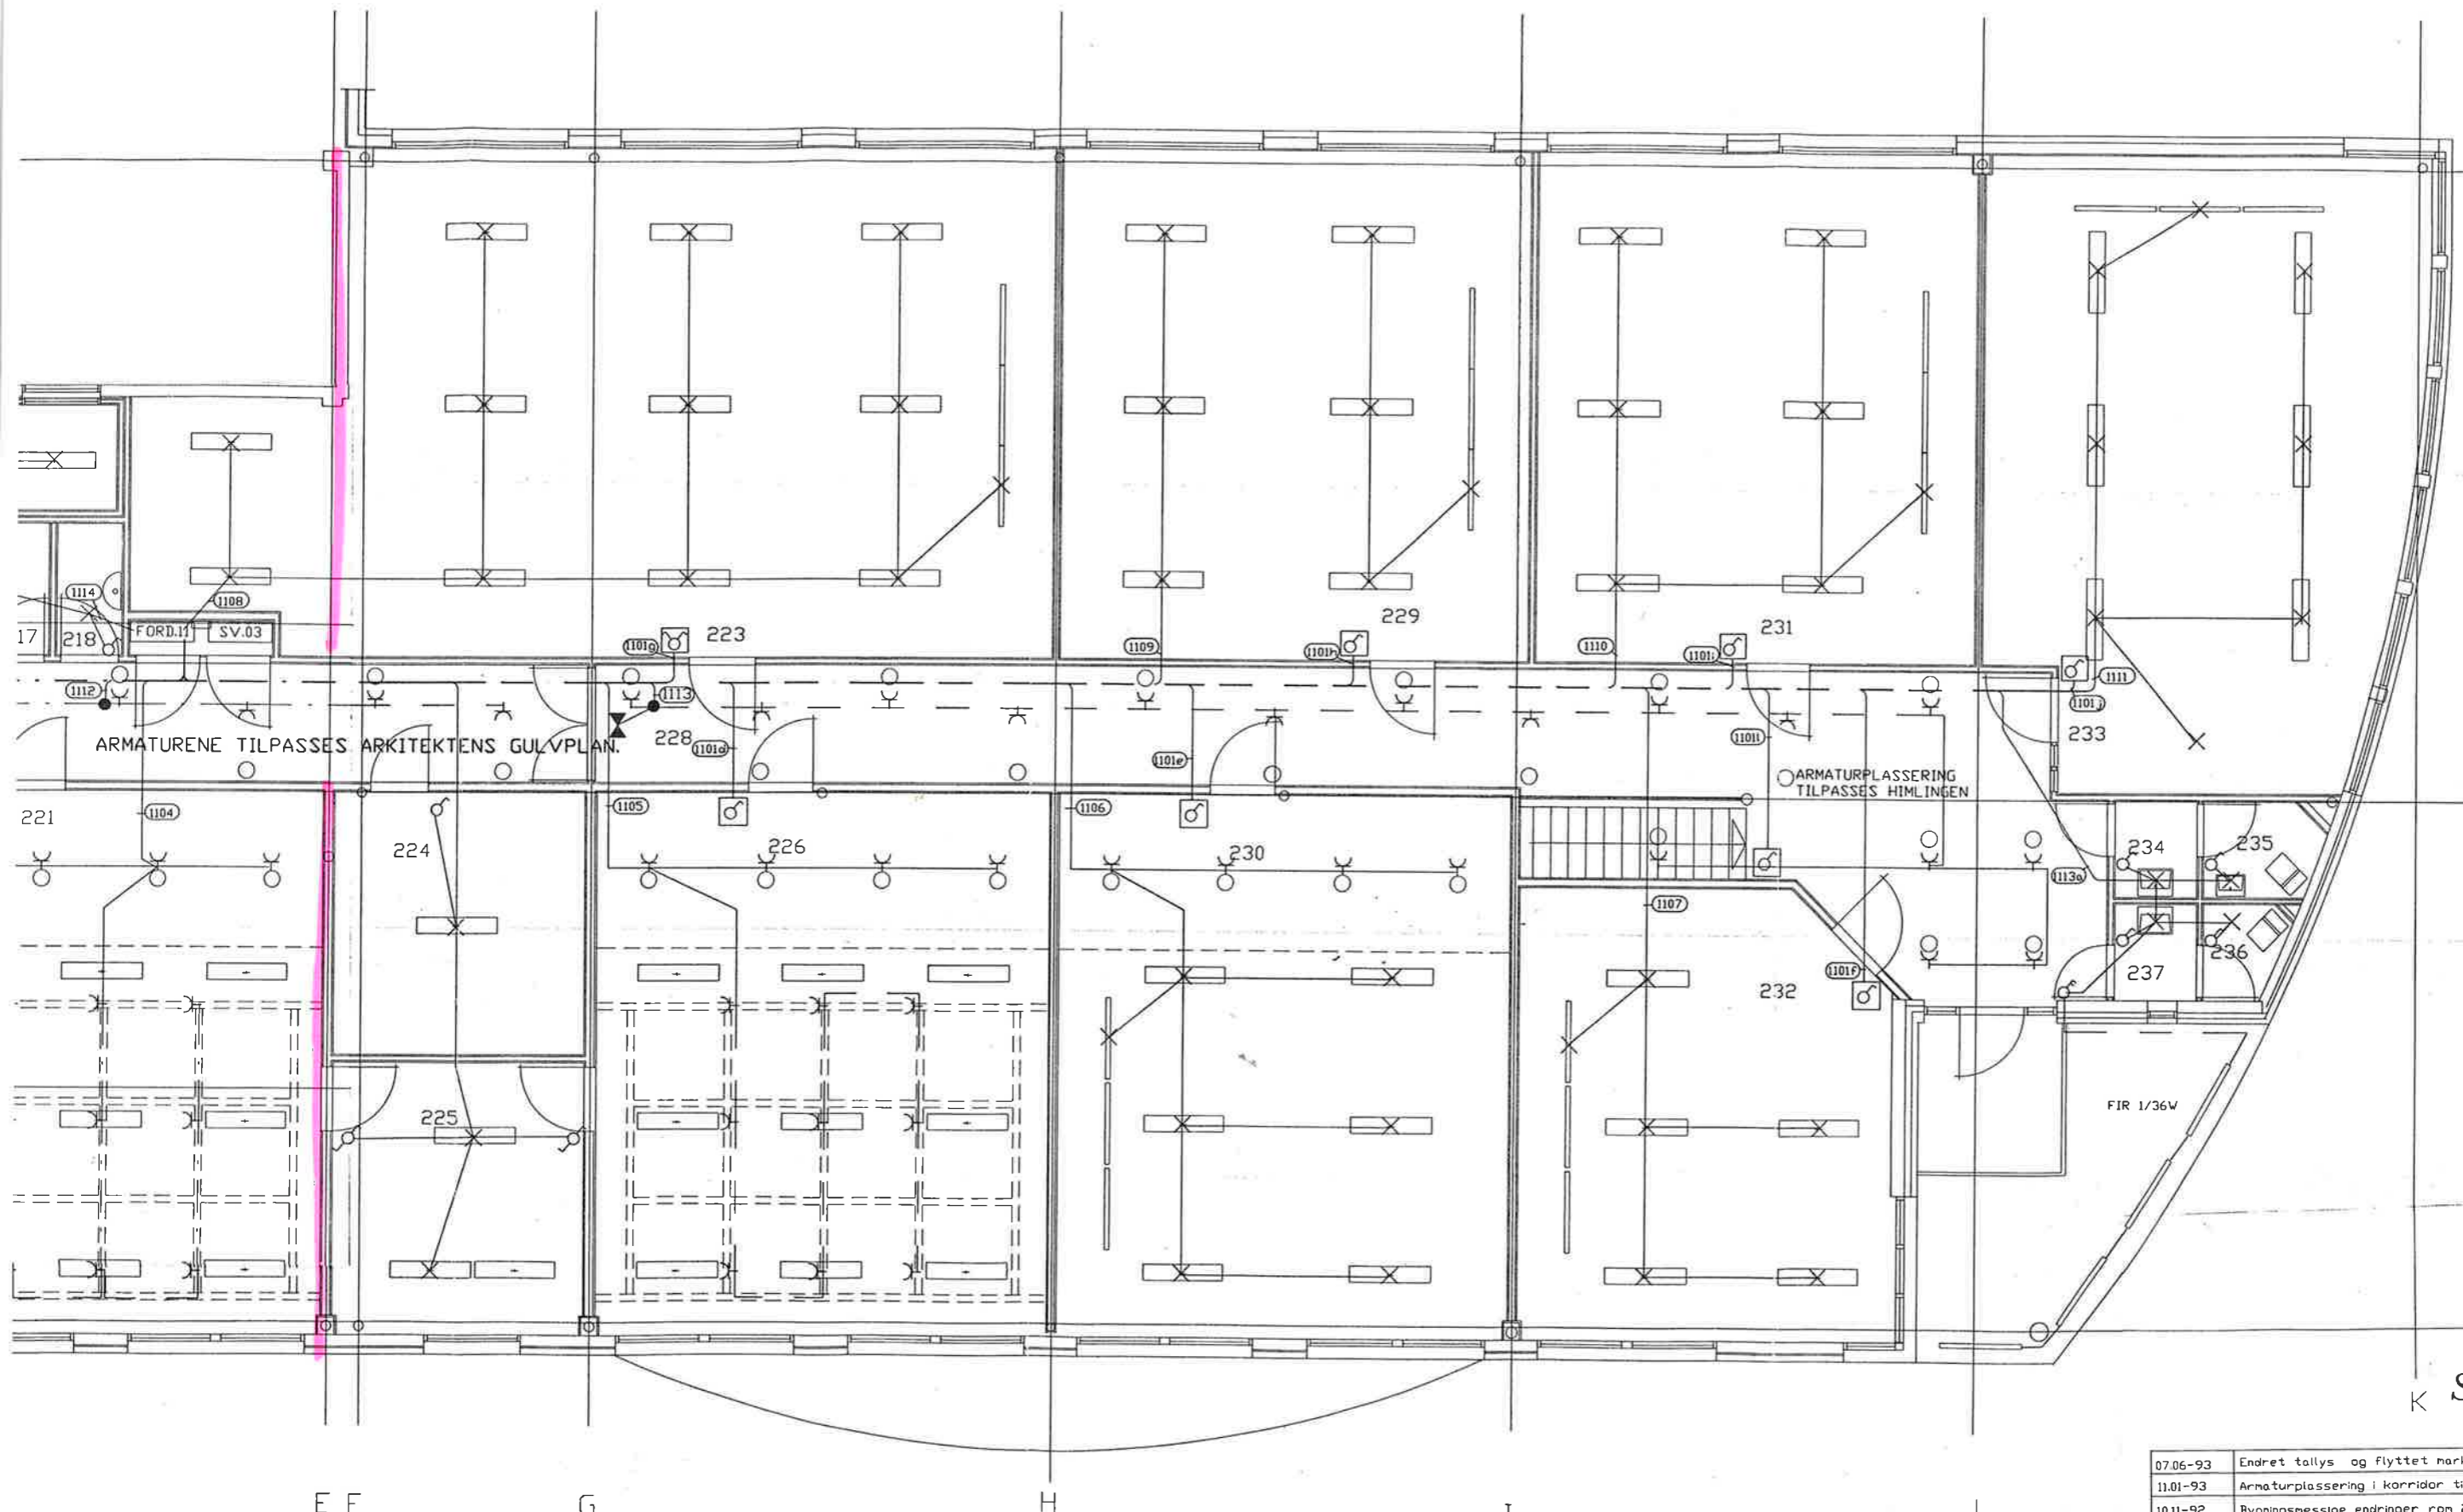 1114
1108
17
218
FORD.11
SV.03
1101g
223
1109
1101h
229
1110
1101i
231
1112
1113
1111
1101j
ARMATURENE TILPASSES ARKITEKTENS GULVPLAN.
228
1101d
1101e
233
ARMATURPLASSERING
TILPASSES HIMLINGEN
221
1104
1105
1106
224
226
230
234
235
1107
236
237
1101f
232
225
FIR 1/36W
K
S
07.06-93
Endret tallys og flyttet
11.01-93
Armaturplassering i korridor
10.11-92
Bygningsmessige endringer rom
E F
G
H
I